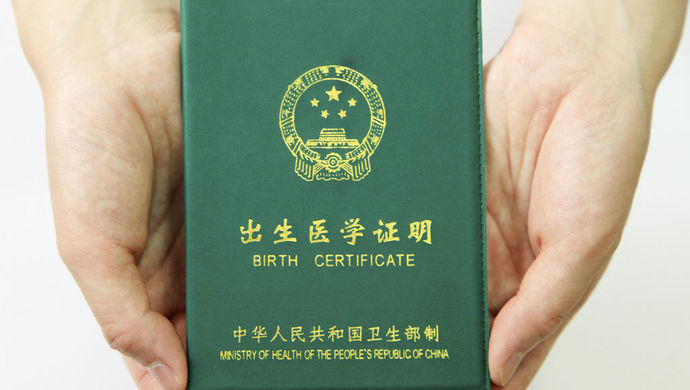 出生医学证明
BIRTH CERTIFICATE
中华人民共和国卫生部制
MINISTRY OF HEALTH OF THE PEOPLE'S REPUBLIC OF CHINA